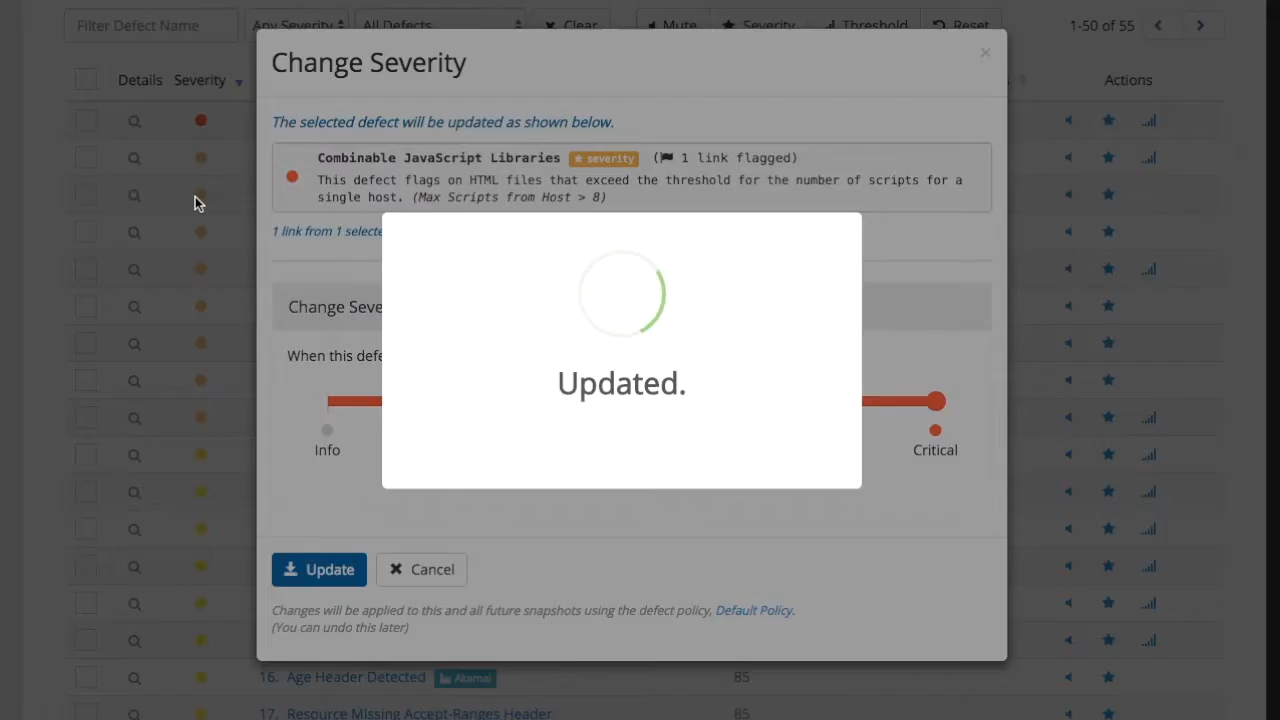 Filter Defect Name Any Severity All Defects Clear Mute Severity Threshold Reset 1-50 of 55
Change Severity
×
Details Severity Actions
The selected defect will be updated as shown below.
Combinable JavaScript Libraries severity ( 1 link flagged)
This defect flags on HTML files that exceed the threshold for the number of scripts for a
single host. (Max Scripts from Host > 8)
1 link from 1 selecte
Change Seve
When this defe
Updated.
Info Critical
Update Cancel
Changes will be applied to this and all future snapshots using the defect policy, Default Policy.
(You can undo this later)
16. Age Header Detected Akamai 85
17. Resource Missing Accept-Ranges Header 85